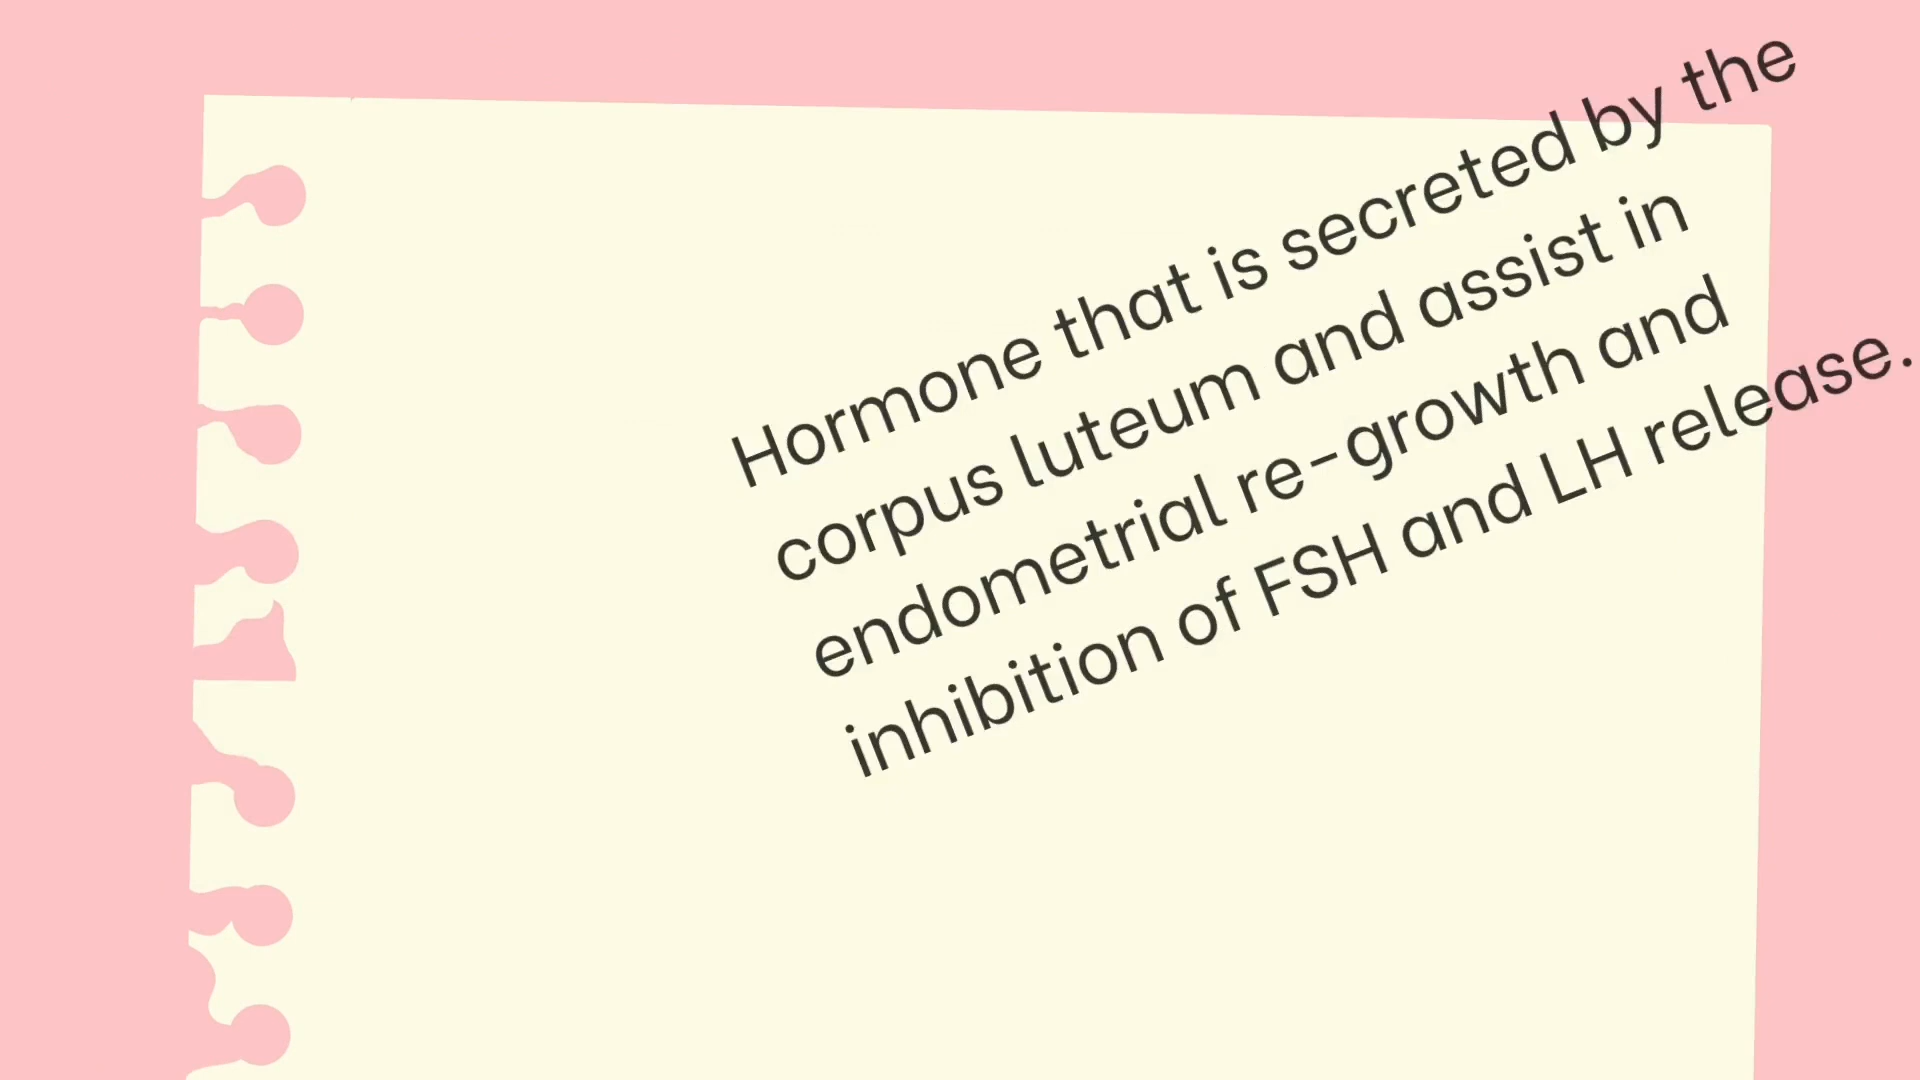 Hormone that is secreted by the
corpus luteum and assist in
endometrial re-growth and
inhibition of FSH and LH release.